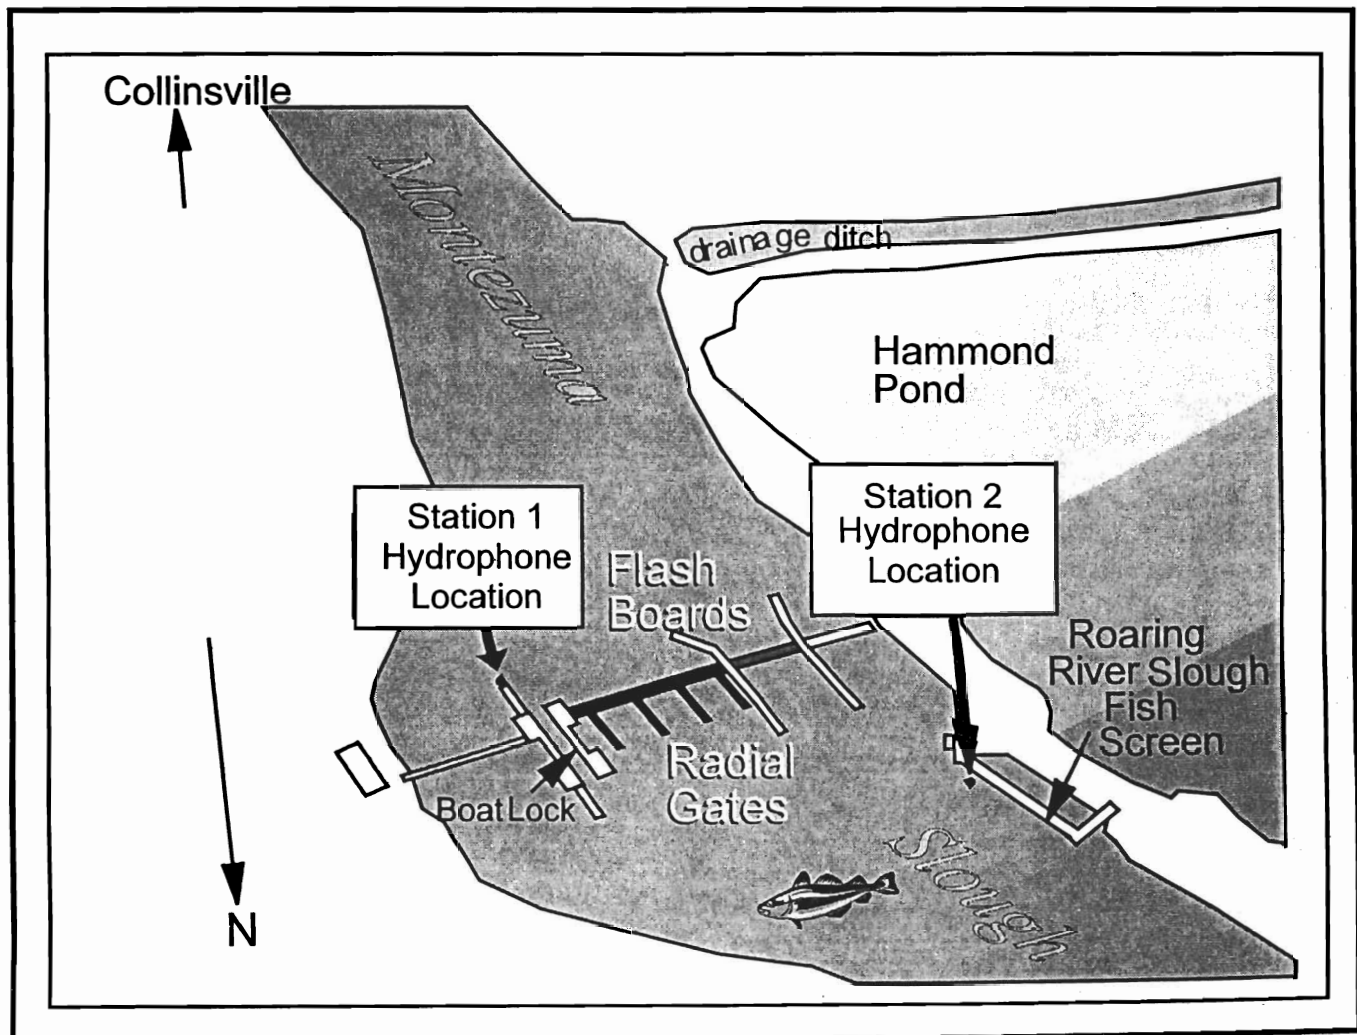 Collinsville
Montezuma
drainage ditch
Hammond
Pond
Station 1
Hydrophone
Location
Flash
Boards
Station 2
Hydrophone
Location
Roaring
River Slough
Fish
Screen
Radial
Gates
Boat Lock
Slough
N